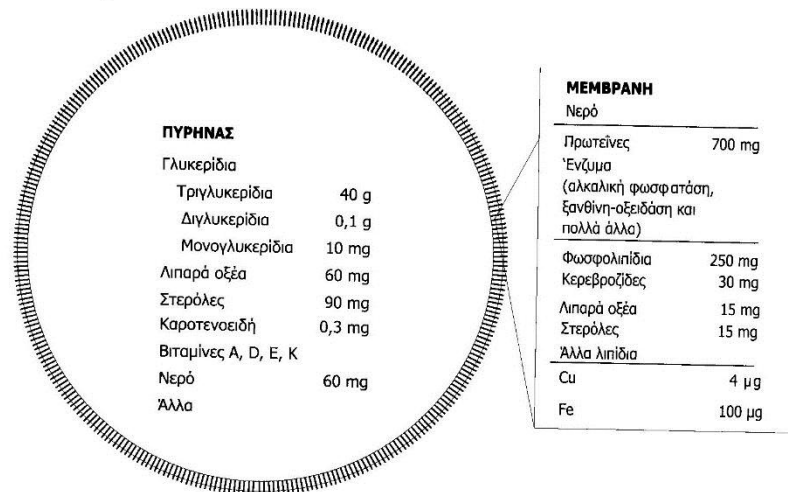 ΠΥΡΗΝΑΣ
Γλυκερίδια
Τριγλυκερίδια 40 g
Διγλυκερίδια 0,1 g
Μονογλυκερίδια 10 mg
Λιπαρά οξέα 60 mg
Στερόλες 90 mg
Καροτενοειδή 0,3 mg
Βιταμίνες A, D, E, K
Νερό 60 mg
Άλλα
ΜΕΜΒΡΑΝΗ
Νερό
Πρωτεΐνες 700 mg
Ένζυμα
(αλκαλική φωσφατάση,
ξανθίνη-οξειδάση και
πολλά άλλα)
Φωσφολιπίδια 250 mg
Κερεβροζίδες 30 mg
Λιπαρά οξέα 15 mg
Στερόλες 15 mg
Άλλα λιπίδια
Cu 4 μg
Fe 100 μg